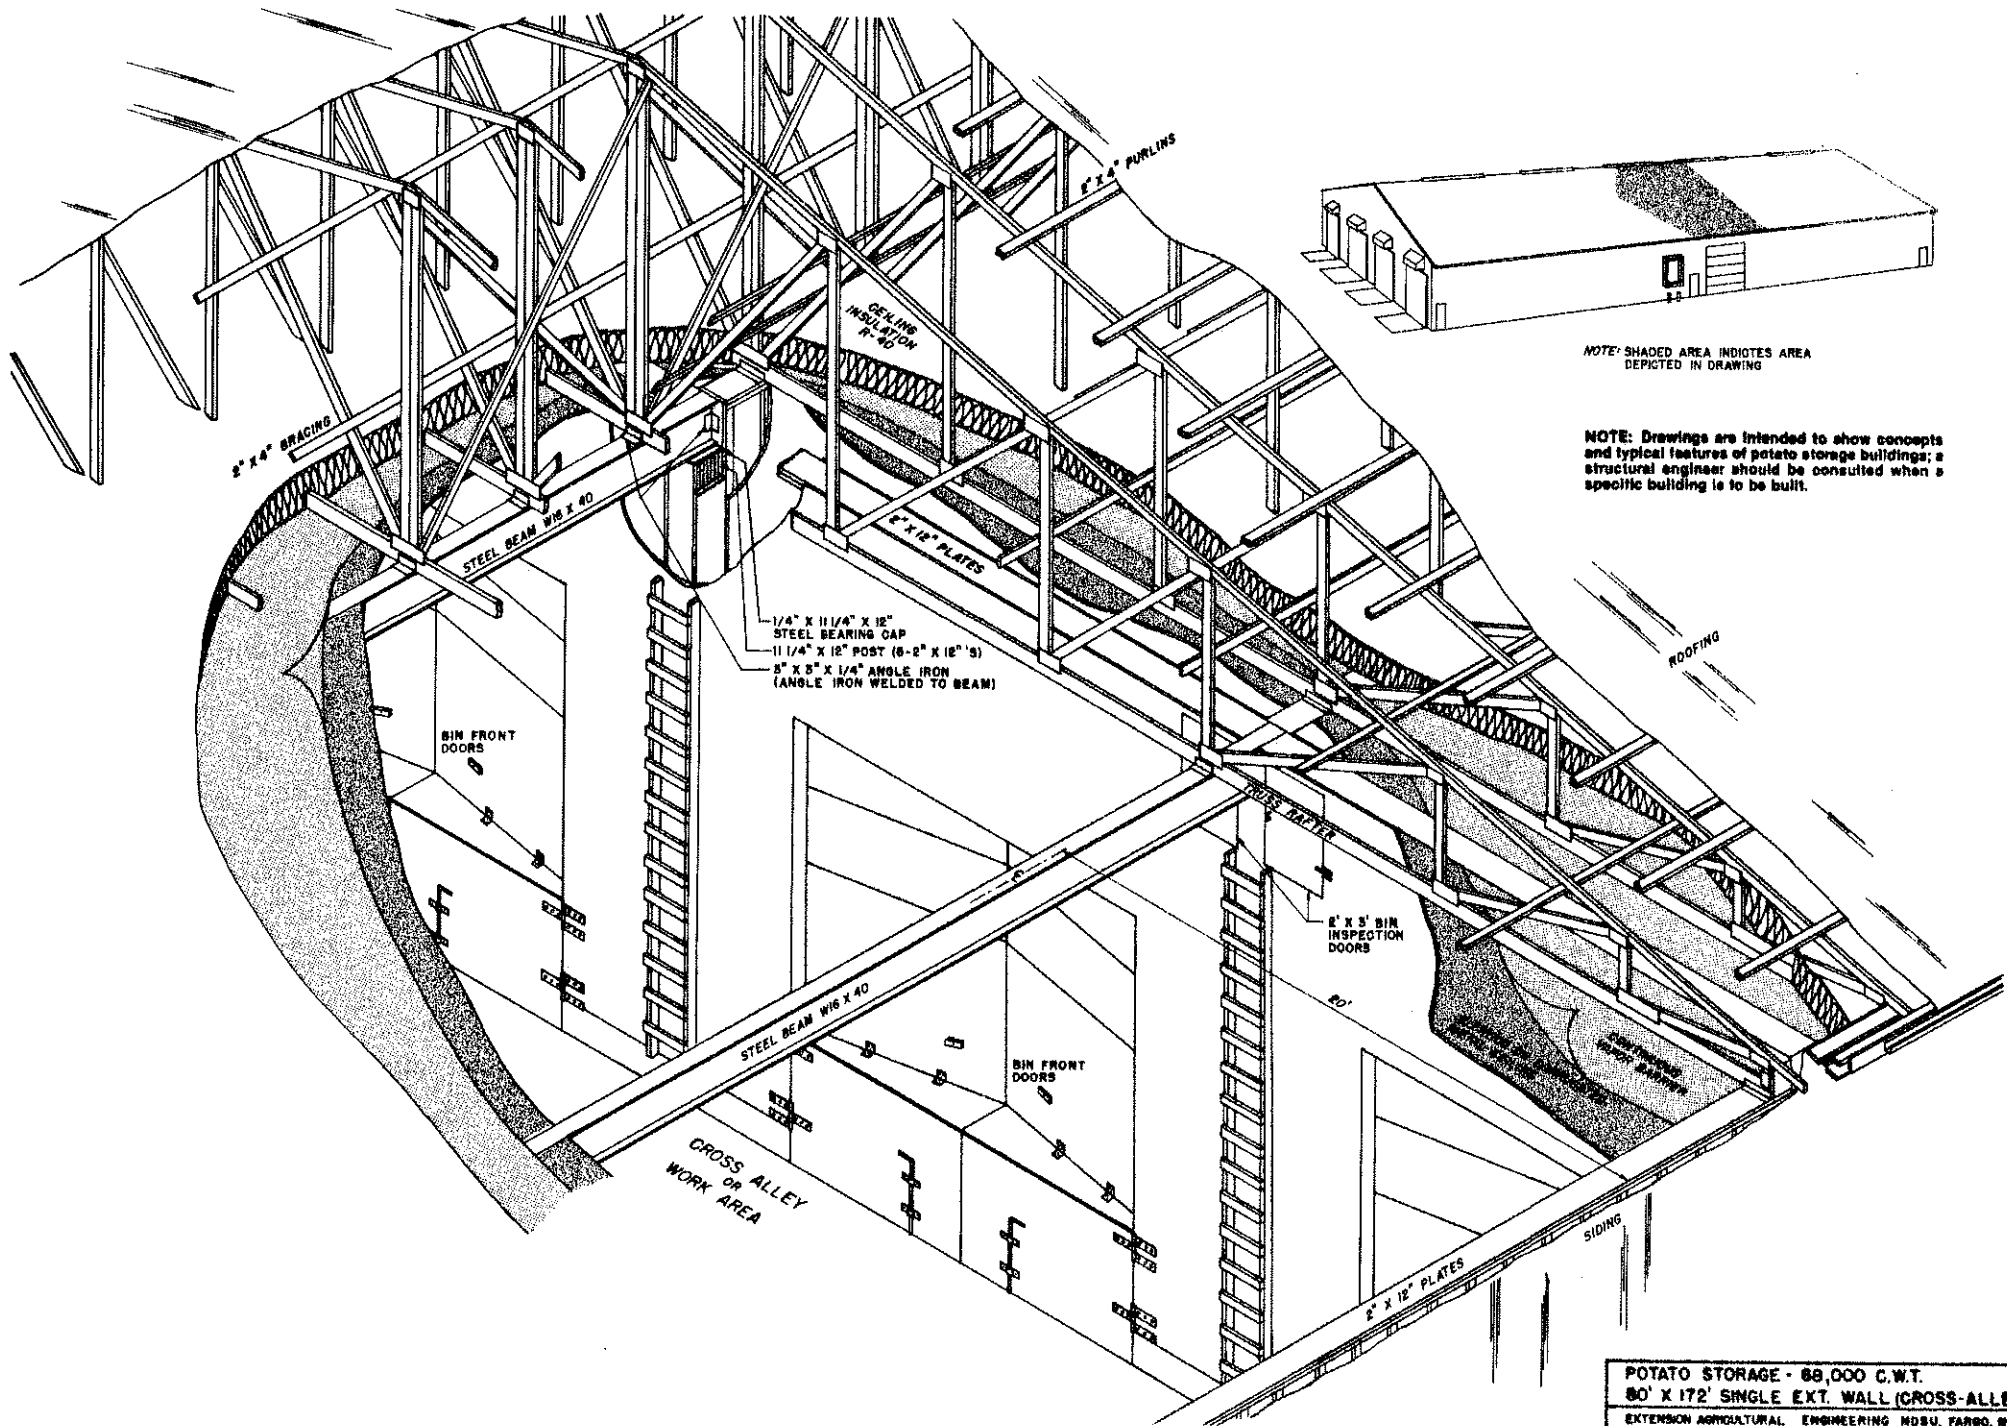 2" X 4" PURLINS
CEILING
INSULATION
R-40
NOTE: SHADED AREA INDICTES AREA
DEPICTED IN DRAWING
NOTE: Drawings are intended to show concepts
and typical features of potato storage buildings; a
structural engineer should be consulted when a
specific building is to be built.
2" X 4" BRACING
STEEL BEAM W16 X 40
2" X 12" PLATES
1/4" X 11 1/4" X 12"
STEEL BEARING CAP
11 1/4" X 12" POST (6-2" X 12"'S)
3" X 3" X 1/4" ANGLE IRON
(ANGLE IRON WELDED TO BEAM)
ROOFING
BIN FRONT
DOORS
TRUSS RAFTER
2' X 3' BIN
INSPECTION
DOORS
STEEL BEAM W16 X 40
20'
CONTINUOUS
VAPOR BARRIER
BIN FRONT
DOORS
CROSS ALLEY
OR
WORK AREA
SIDING
2" X 12" PLATES
POTATO STORAGE - 68,000 C.W.T.
80' X 172' SINGLE EXT. WALL (CROSS-ALL
EXTENSION AGRICULTURAL ENGINEERING NDSU, FARGO,